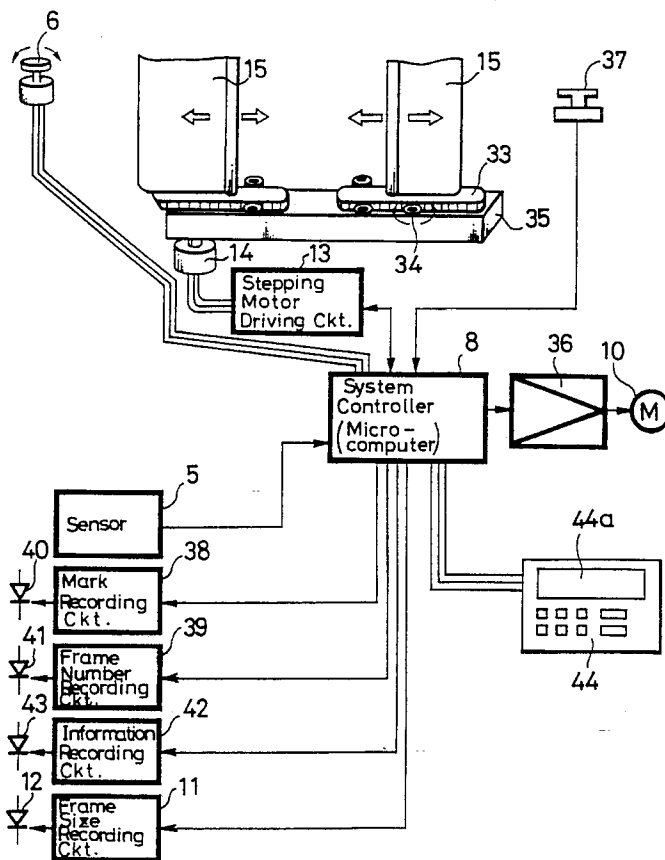 6
15
15
37
33
35
34
14
13
Stepping
Motor
Driving Ckt.
8
System
Controller
(Micro-
computer)
36
10
M
5
Sensor
40
38
Mark
Recording
Ckt.
41
39
Frame
Number
Recording
Ckt.
43
42
Information
Recording
Ckt.
12
11
Frame
Size
Recording
Ckt.
44a
44